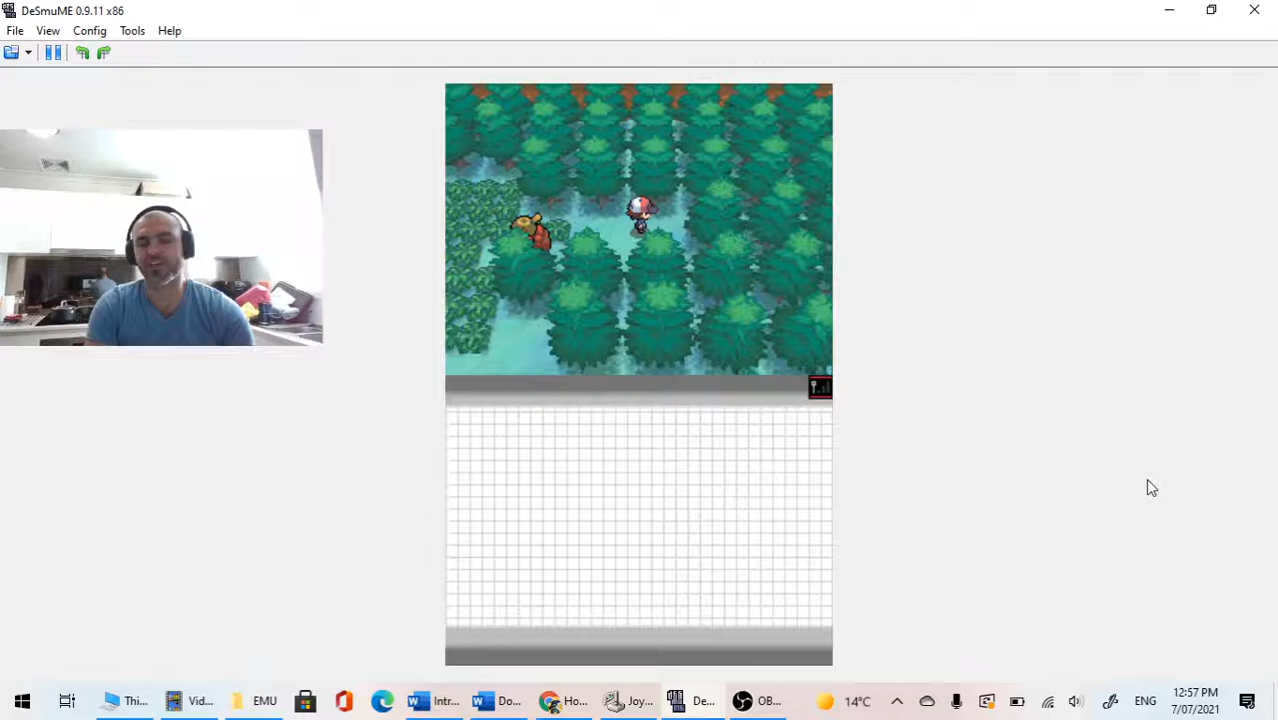 DeSmuME 0.9.11 x86
File View Config Tools Help
Thi...
Vid...
EMU
Intr...
Do...
Ho...
Joy...
De...
OB...
14°C
ENG
12:57 PM
7/07/2021